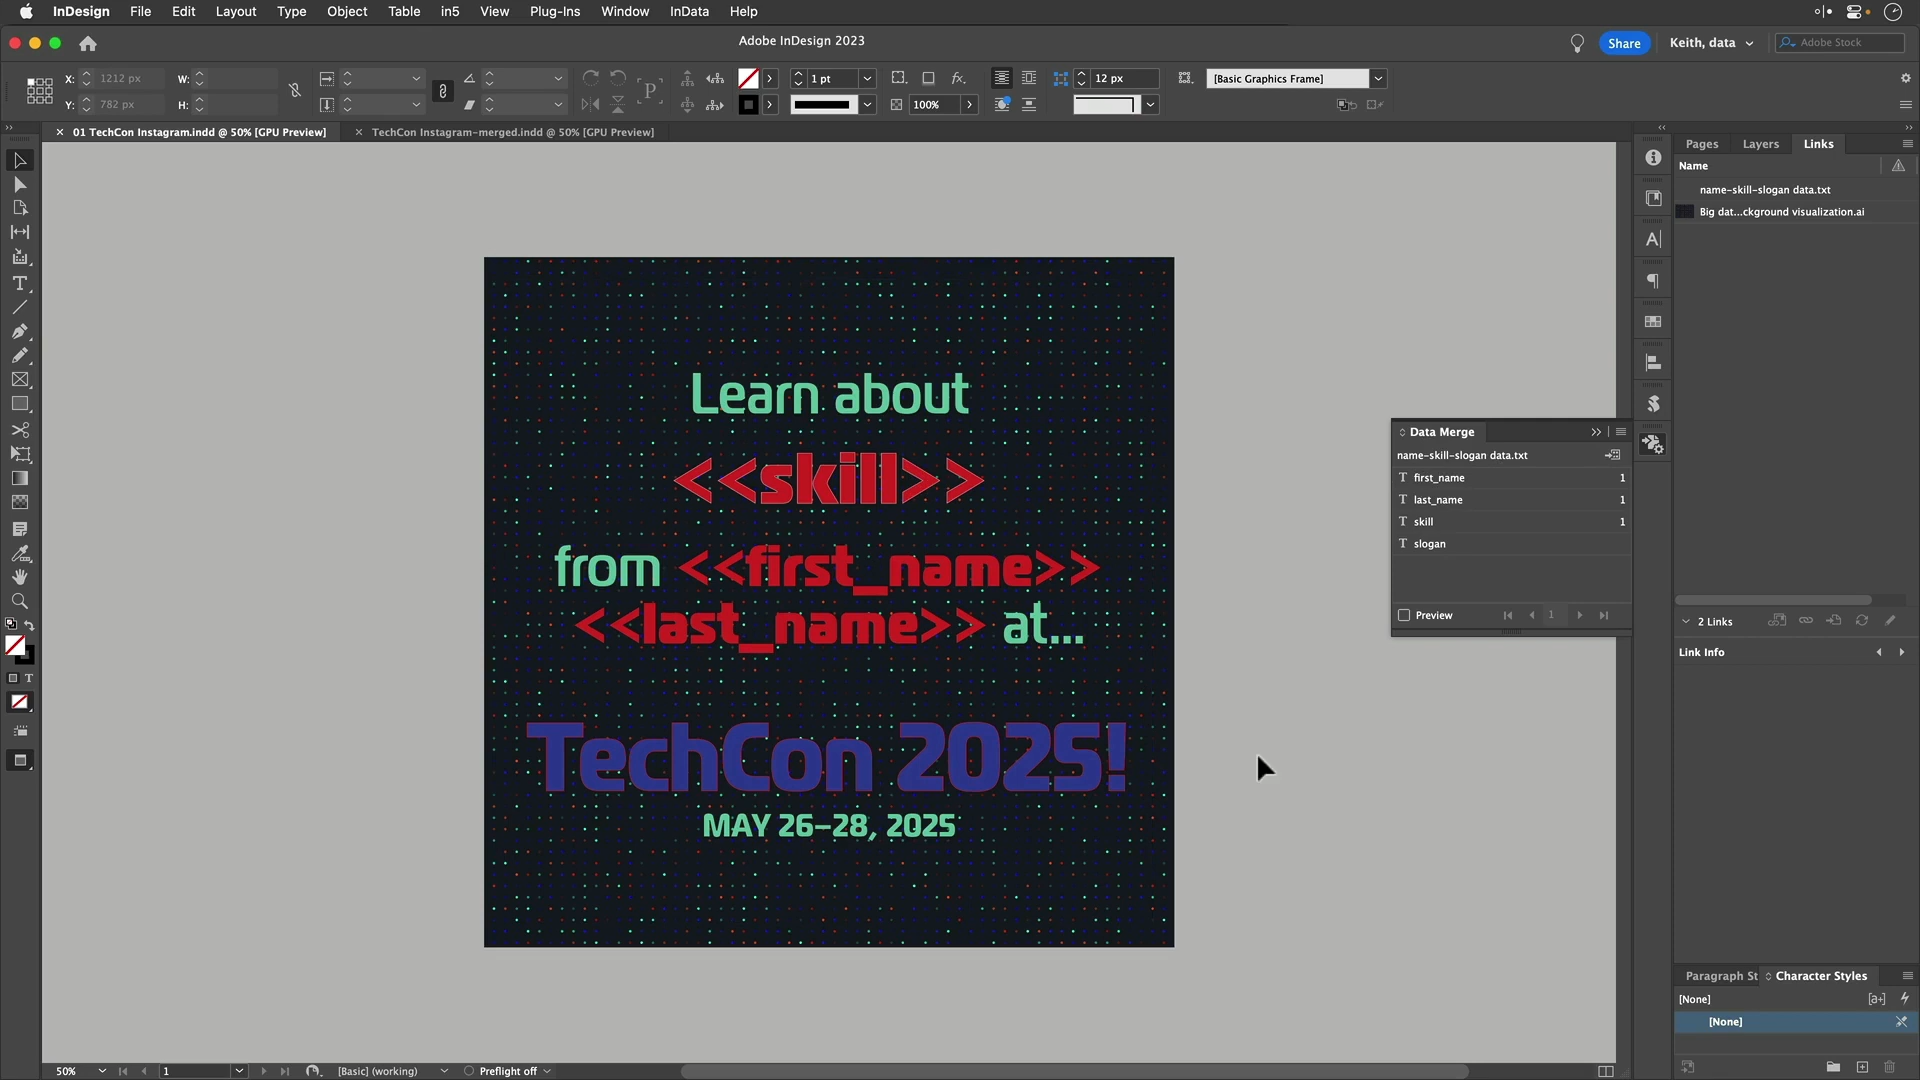 InDesign File Edit Layout Type Object Table in5 View Plug-Ins Window InData Help
Adobe InDesign 2023
Share
Keith, data
Adobe Stock
X: 1212 px W:
1 pt
12 px
[Basic Graphics Frame]
Y: 782 px H:
100%
01 TechCon Instagram.indd @ 50% [GPU Preview]
TechCon Instagram-merged.indd @ 50% [GPU Preview]
Pages Layers Links
Name
name-skill-slogan data.txt
Big dat...ckground visualization.ai
Learn about
<<skill>>
from <<first_name>>
<<last_name>> at...
TechCon 2025!
MAY 26–28, 2025
Data Merge
name-skill-slogan data.txt
first_name 1
last_name 1
skill 1
slogan
Preview 1
2 Links
Link Info
Paragraph St Character Styles
[None]
[None]
50% 1 [Basic] (working) Preflight off